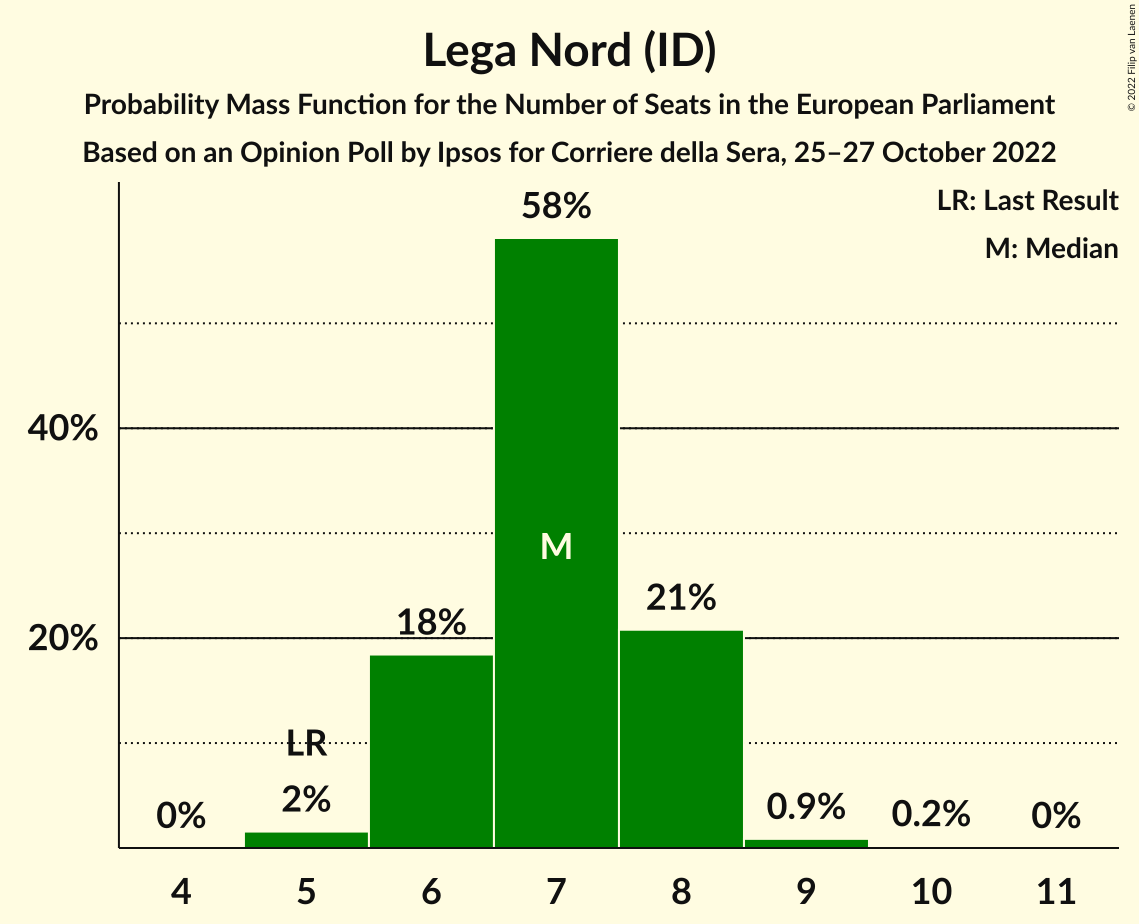 Lega Nord (ID)
Probability Mass Function for the Number of Seats in the European Parliament
Based on an Opinion Poll by Ipsos for Corriere della Sera, 25–27 October 2022
© 2022 Filip van Laenen
LR: Last Result
M: Median
58%
40%
M
21%
18%
20%
LR
2%
0%
0.9%
0.2%
0%
4 5 6 7 8 9 10 11